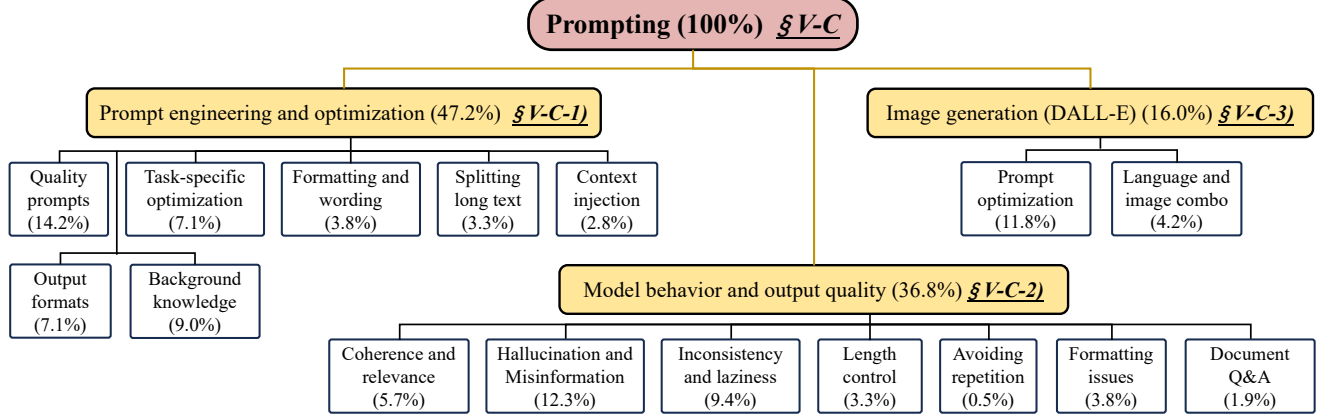 Prompting (100%) § V-C
Prompt engineering and optimization (47.2%) § V-C-1)
Image generation (DALL-E) (16.0%) § V-C-3)
Quality
prompts
(14.2%)
Task-specific
optimization
(7.1%)
Formatting and
wording
(3.8%)
Splitting
long text
(3.3%)
Context
injection
(2.8%)
Prompt
optimization
(11.8%)
Language and
image combo
(4.2%)
Output
formats
(7.1%)
Background
knowledge
(9.0%)
Model behavior and output quality (36.8%) § V-C-2)
Coherence and
relevance
(5.7%)
Hallucination and
Misinformation
(12.3%)
Inconsistency
and laziness
(9.4%)
Length
control
(3.3%)
Avoiding
repetition
(0.5%)
Formatting
issues
(3.8%)
Document
Q&A
(1.9%)